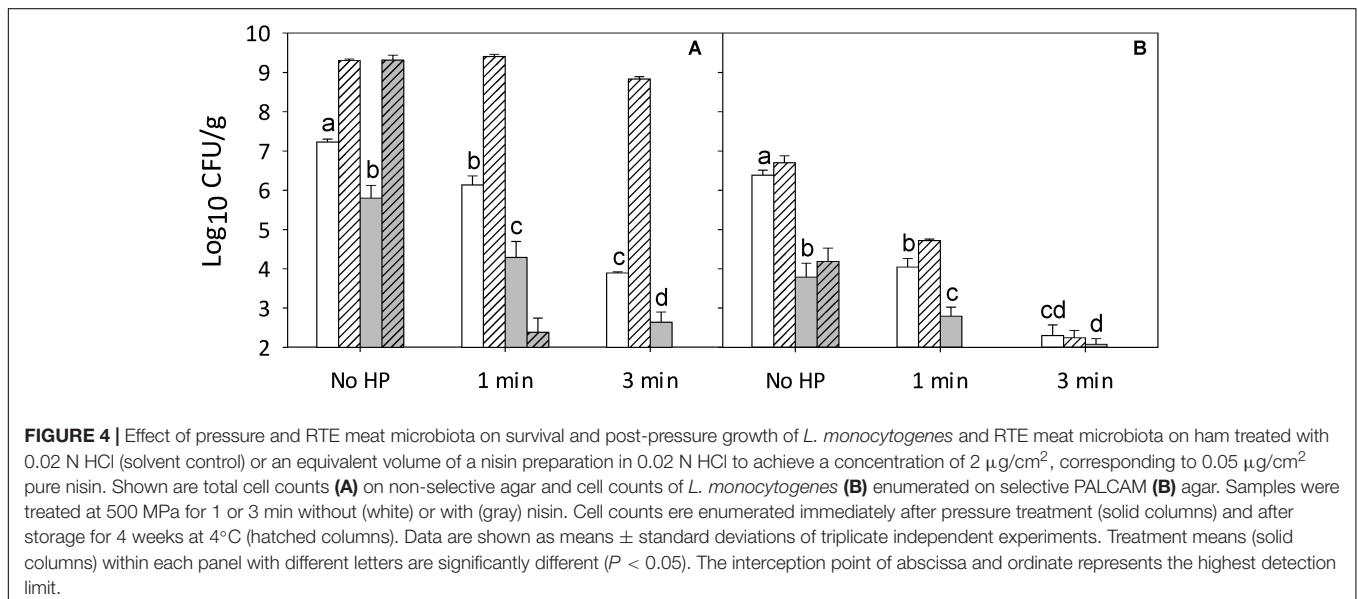 10
9
8
7
6
5
4
3
2
Log10 CFU/g
A
a
b
b
c
c
d
B
a
b
b
c
cd
d
No HP 1 min 3 min No HP 1 min 3 min
FIGURE 4 | Effect of pressure and RTE meat microbiota on survival and post-pressure growth of L. monocytogenes and RTE meat microbiota on ham treated with
0.02 N HCl (solvent control) or an equivalent volume of a nisin preparation in 0.02 N HCl to achieve a concentration of 2 μg/cm², corresponding to 0.05 μg/cm²
pure nisin. Shown are total cell counts (A) on non-selective agar and cell counts of L. monocytogenes (B) enumerated on selective PALCAM (B) agar. Samples were
treated at 500 MPa for 1 or 3 min without (white) or with (gray) nisin. Cell counts ere enumerated immediately after pressure treatment (solid columns) and after
storage for 4 weeks at 4°C (hatched columns). Data are shown as means ± standard deviations of triplicate independent experiments. Treatment means (solid
columns) within each panel with different letters are significantly different (P < 0.05). The interception point of abscissa and ordinate represents the highest detection
limit.